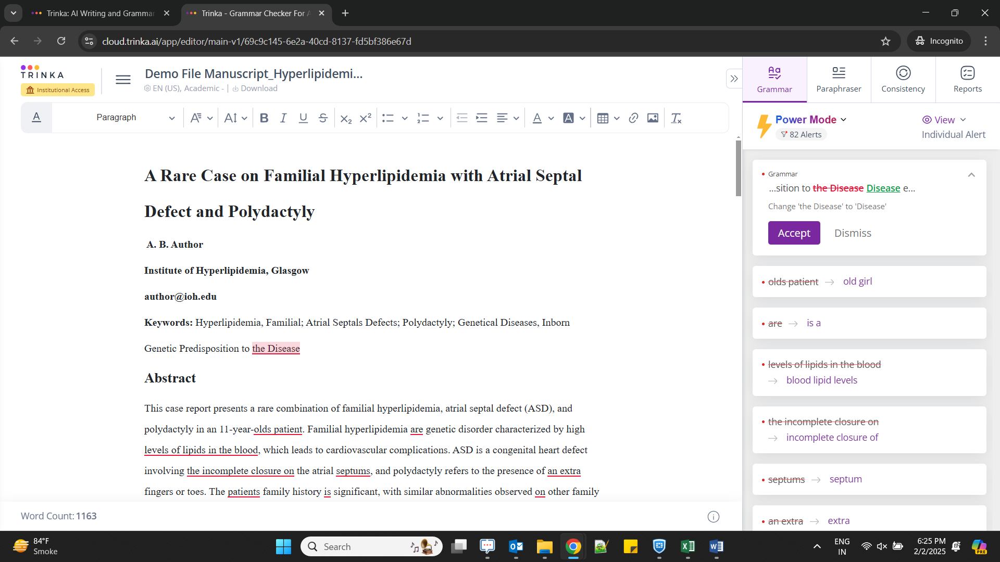 Trinka: AI Writing and Grammar
Trinka - Grammar Checker For A
cloud.trinka.ai/app/editor/main-v1/69c9c145-6e2a-40cd-8137-fd5bf386e67d
Incognito
TRINKA
Institutional Access
Demo File Manuscript_Hyperlipidemi...
EN (US), Academic - | Download
Paragraph
Grammar
Paraphraser
Consistency
Reports
Power Mode
82 Alerts
View
Individual Alert
A Rare Case on Familial Hyperlipidemia with Atrial Septal
Defect and Polydactyly
A. B. Author
Institute of Hyperlipidemia, Glasgow
author@ioh.edu
Keywords: Hyperlipidemia, Familial; Atrial Septals Defects; Polydactyly; Genetical Diseases, Inborn
Genetic Predisposition to the Disease
Abstract
This case report presents a rare combination of familial hyperlipidemia, atrial septal defect (ASD), and
polydactyly in an 11-year-olds patient. Familial hyperlipidemia are genetic disorder characterized by high
levels of lipids in the blood, which leads to cardiovascular complications. ASD is a congenital heart defect
involving the incomplete closure on the atrial septums, and polydactyly refers to the presence of an extra
fingers or toes. The patients family history is significant, with similar abnormalities observed on other family
Grammar
...sition to the Disease Disease e...
Change 'the Disease' to 'Disease'
Accept
Dismiss
olds patient → old girl
are → is a
levels of lipids in the blood
→ blood lipid levels
the incomplete closure on
→ incomplete closure of
septums → septum
an extra → extra
Word Count: 1163
84°F
Smoke
Search
ENG
IN
6:25 PM
2/2/2025
PRE